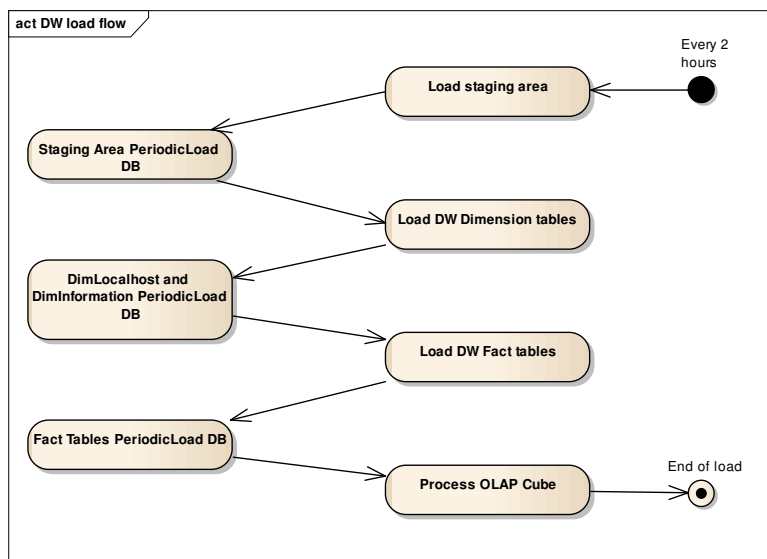 act DW load flow
Every 2
hours
Load staging area
Staging Area PeriodicLoad
DB
Load DW Dimension tables
DimLocalhost and
DimInformation PeriodicLoad
DB
Load DW Fact tables
Fact Tables PeriodicLoad DB
Process OLAP Cube
End of load